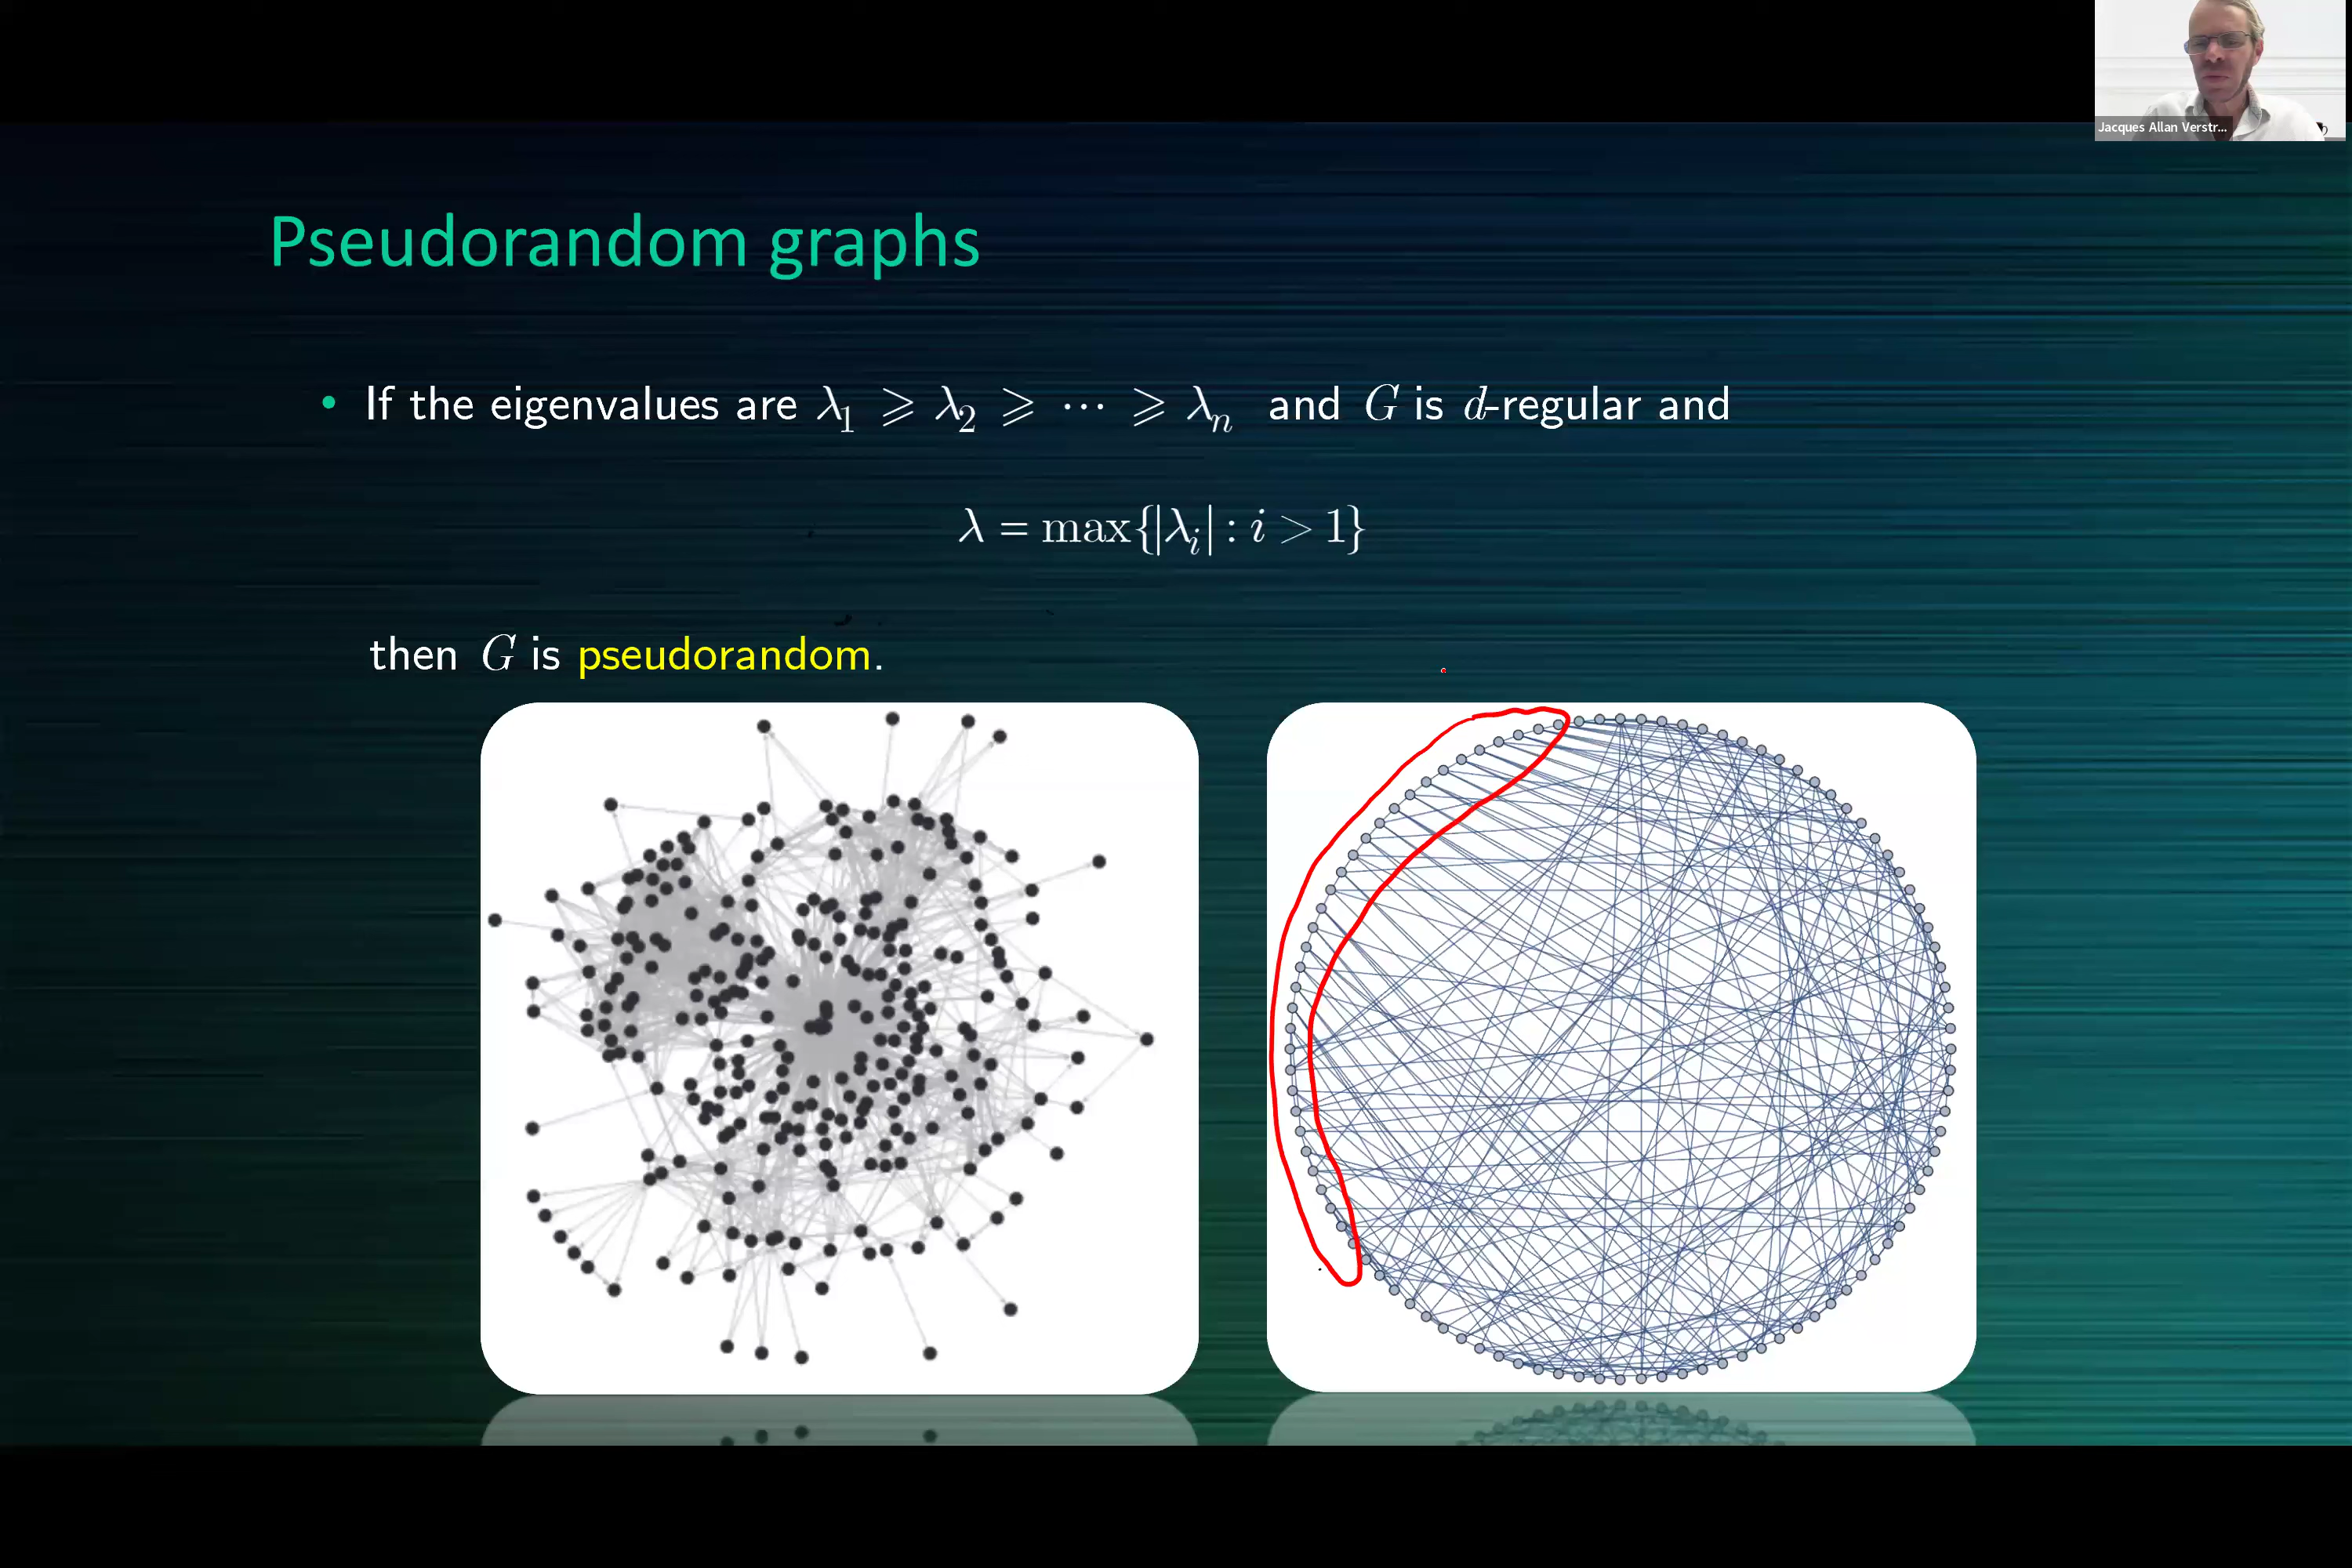 Jacques Allan Verstr...
Pseudorandom graphs
• If the eigenvalues are λ₁ ⩾ λ₂ ⩾ ⋯ ⩾ λₙ and G is d-regular and
λ = max{|λᵢ| : i > 1}
then G is pseudorandom.